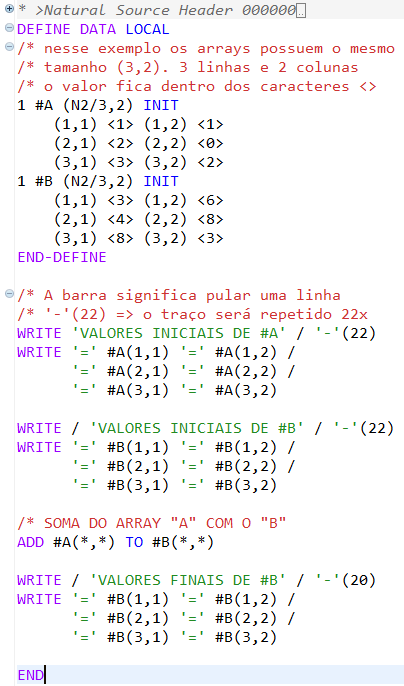 * >Natural Source Header 000000..
DEFINE DATA LOCAL
/* nesse exemplo os arrays possuem o mesmo
/* tamanho (3,2). 3 linhas e 2 colunas
/* o valor fica dentro dos caracteres <>
1 #A (N2/3,2) INIT
(1,1) <1> (1,2) <1>
(2,1) <2> (2,2) <0>
(3,1) <3> (3,2) <2>
1 #B (N2/3,2) INIT
(1,1) <3> (1,2) <6>
(2,1) <4> (2,2) <8>
(3,1) <8> (3,2) <3>
END-DEFINE
/* A barra significa pular uma linha
/* '-'(22) => o traço será repetido 22x
WRITE 'VALORES INICIAIS DE #A' / '-'(22)
WRITE '=' #A(1,1) '=' #A(1,2) /
'=' #A(2,1) '=' #A(2,2) /
'=' #A(3,1) '=' #A(3,2)
WRITE / 'VALORES INICIAIS DE #B' / '-'(22)
WRITE '=' #B(1,1) '=' #B(1,2) /
'=' #B(2,1) '=' #B(2,2) /
'=' #B(3,1) '=' #B(3,2)
/* SOMA DO ARRAY "A" COM O "B"
ADD #A(*,*) TO #B(*,*)
WRITE / 'VALORES FINAIS DE #B' / '-'(20)
WRITE '=' #B(1,1) '=' #B(1,2) /
'=' #B(2,1) '=' #B(2,2) /
'=' #B(3,1) '=' #B(3,2)
END